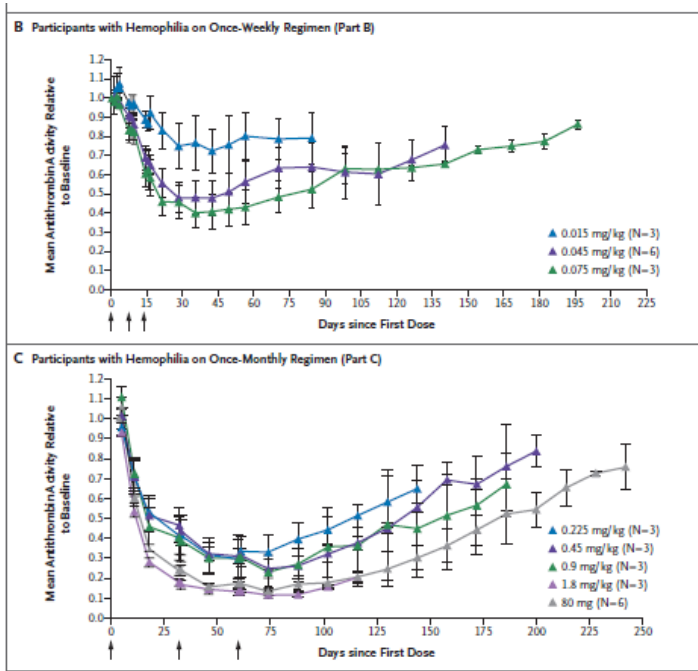 B Participants with Hemophilia on Once-Weekly Regimen (Part B)
Mean Antithrombin Activity Relative
to Baseline
1.2
1.1
1.0
0.9
0.8
0.7
0.6
0.5
0.4
0.3
0.2
0.1
0.0
0 15 30 45 60 75 90 105 120 135 150 165 180 195 210 225
Days since First Dose
0.015 mg/kg (N=3)
0.045 mg/kg (N=6)
0.075 mg/kg (N=3)
C Participants with Hemophilia on Once-Monthly Regimen (Part C)
Mean Antithrombin Activity Relative
to Baseline
1.2
1.1
1.0
0.9
0.8
0.7
0.6
0.5
0.4
0.3
0.2
0.1
0.0
0 25 50 75 100 125 150 175 200 225 250
Days since First Dose
0.225 mg/kg (N=3)
0.45 mg/kg (N=3)
0.9 mg/kg (N=3)
1.8 mg/kg (N=3)
80 mg (N=6)